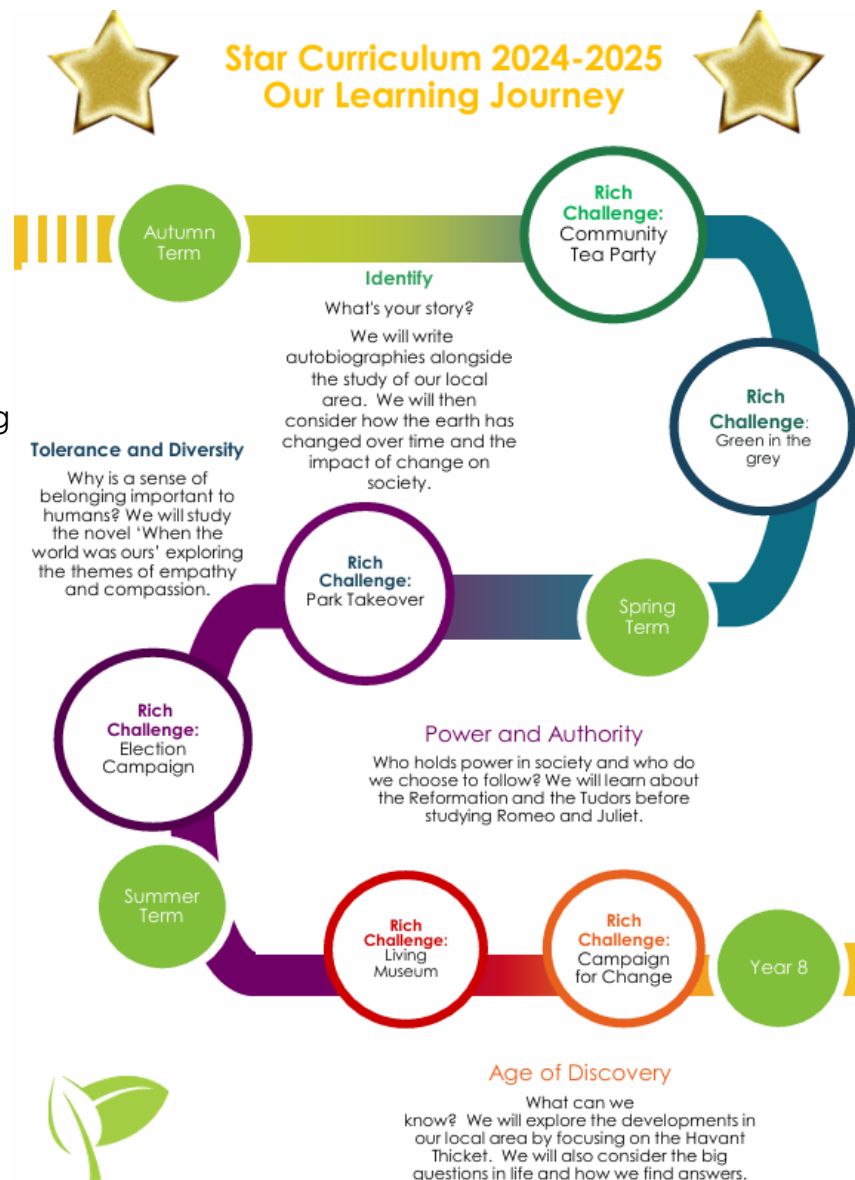 Star Curriculum 2024-2025
Our Learning Journey
Autumn
Term
Rich
Challenge:
Community
Tea Party
Identify
What's your story?
We will write
autobiographies alongside
the study of our local
area. We will then
consider how the earth has
changed over time and the
impact of change on
society.
Rich
Challenge:
Green in the
grey
g
Tolerance and Diversity
Why is a sense of
belonging important to
humans? We will study
the novel ‘When the
world was ours’ exploring
the themes of empathy
and compassion.
Rich
Challenge:
Park Takeover
Spring
Term
Rich
Challenge:
Election
Campaign
Power and Authority
Who holds power in society and who do
we choose to follow? We will learn about
the Reformation and the Tudors before
studying Romeo and Juliet.
Summer
Term
Rich
Challenge:
Living
Museum
Rich
Challenge:
Campaign
for Change
Year 8
Age of Discovery
What can we
know? We will explore the developments in
our local area by focusing on the Havant
Thicket. We will also consider the big
questions in life and how we find answers.